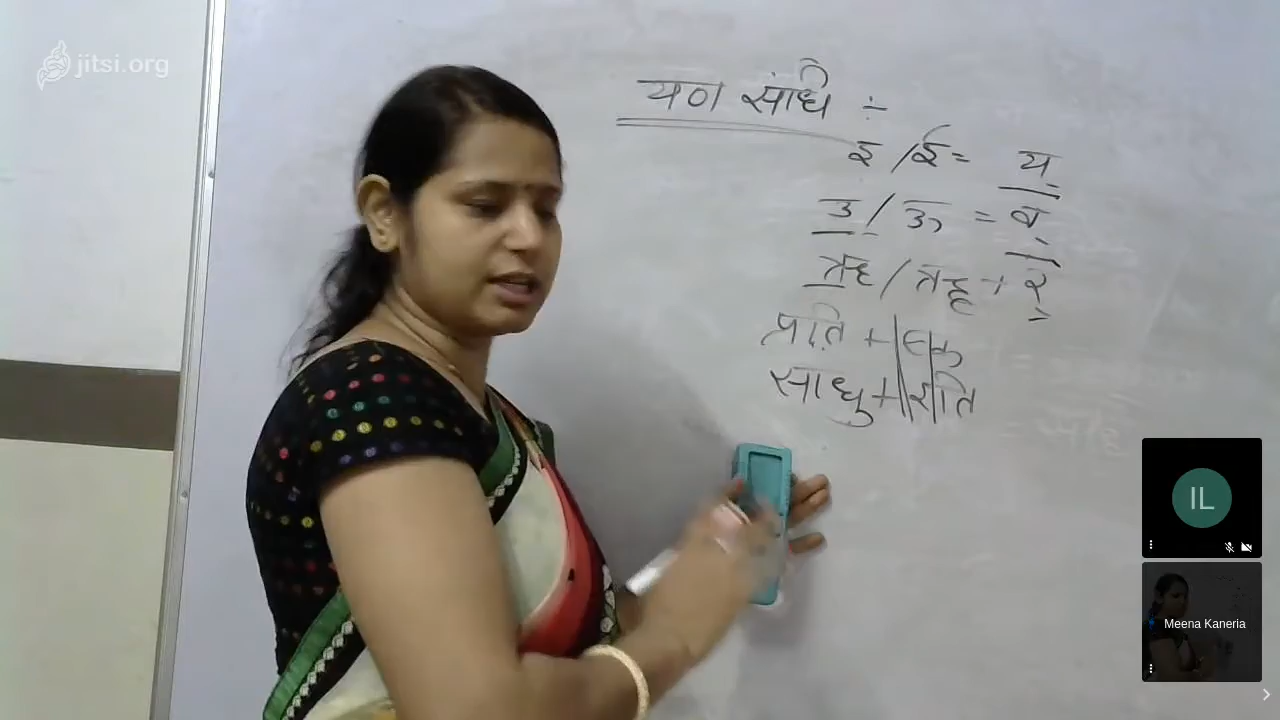 jitsi.org
यण संधि ÷
इ /ई = य
उ / ऊ = व
ऋ / ॠ + र
प्रति + एक
साधु + इति
IL
Meena Kaneria